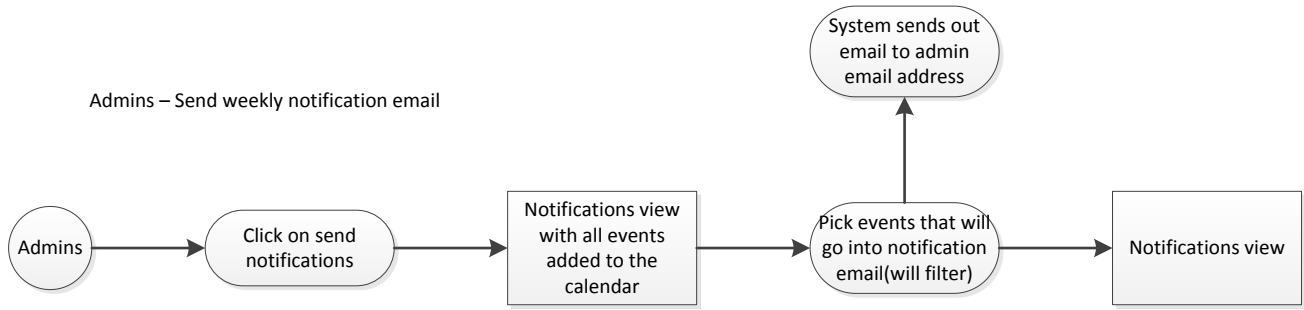 System sends out
email to admin
email address
Admins – Send weekly notification email
Admins
Click on send
notifications
Notifications view
with all events
added to the
calendar
Pick events that will
go into notification
email(will filter)
Notifications view